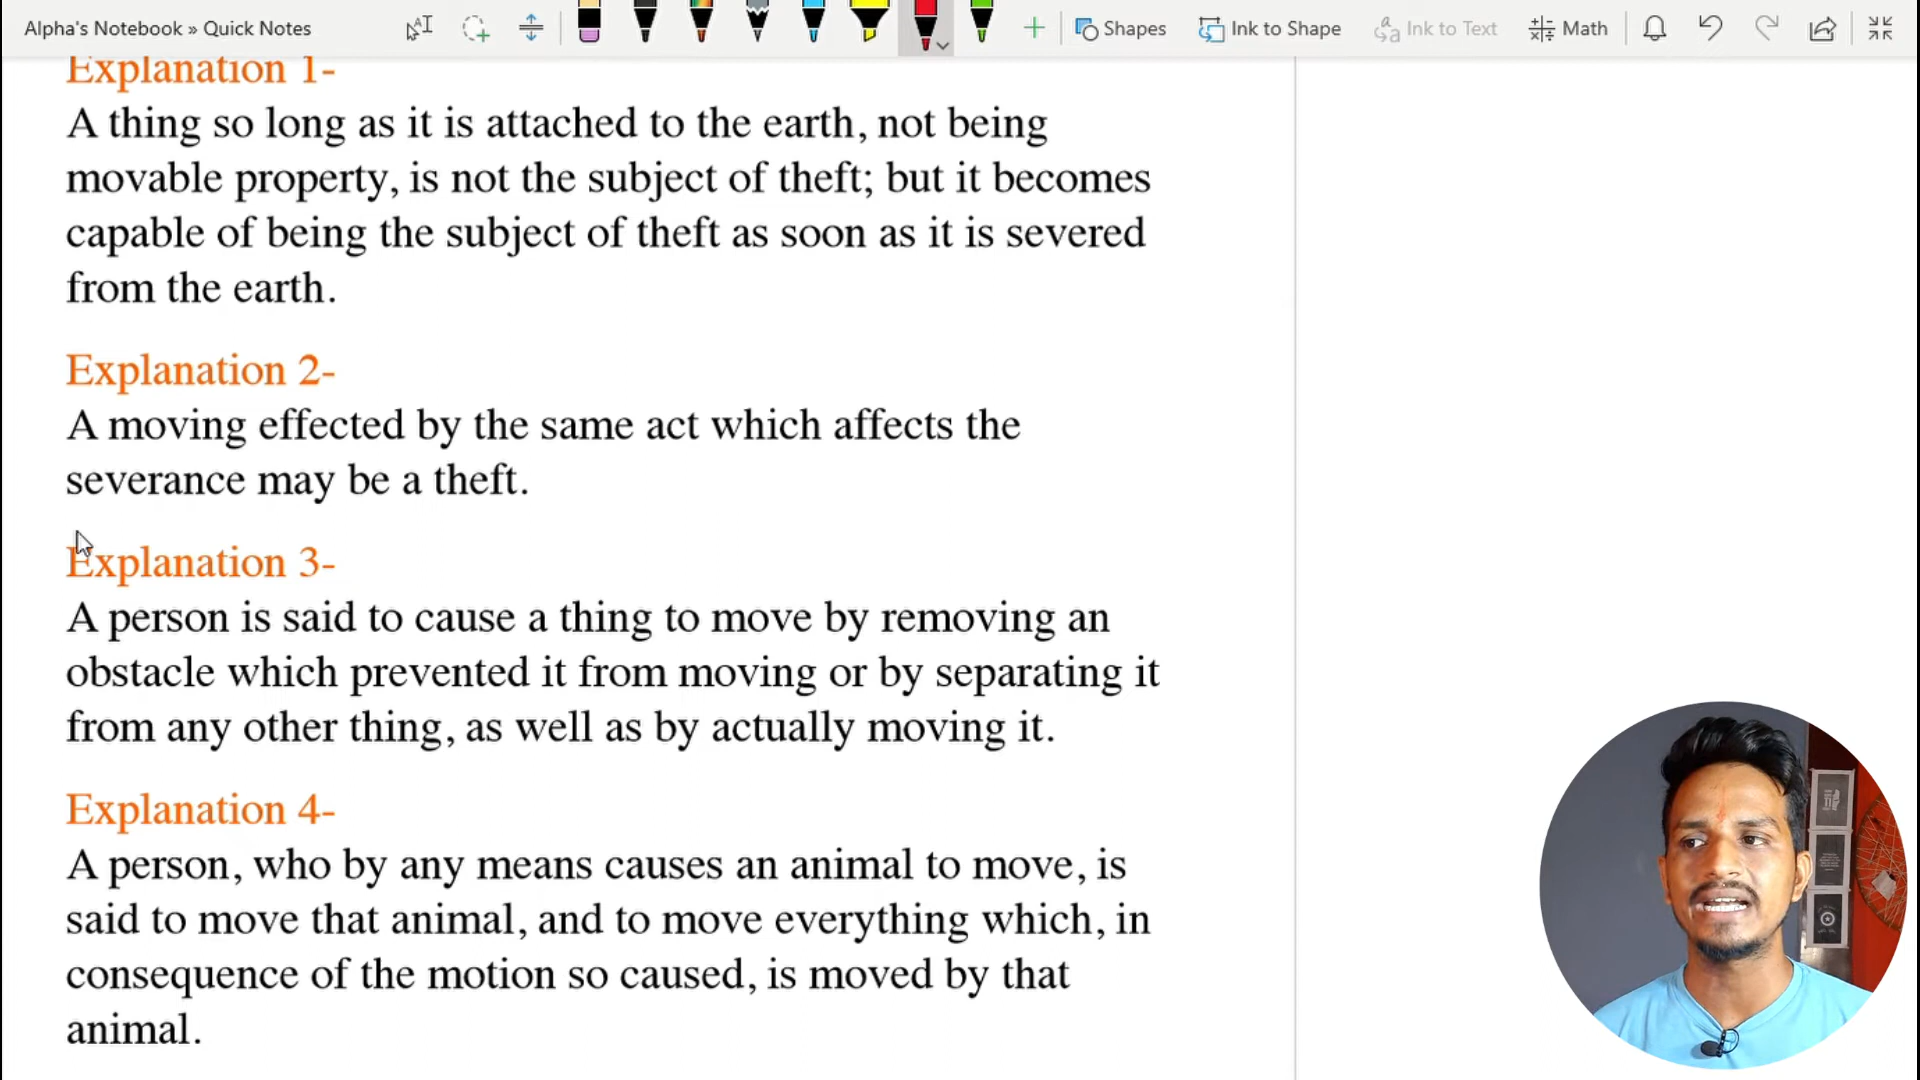 Alpha's Notebook » Quick Notes
Shapes
Ink to Shape
Ink to Text
Math
Explanation 1-
A thing so long as it is attached to the earth, not being
movable property, is not the subject of theft; but it becomes
capable of being the subject of theft as soon as it is severed
from the earth.
Explanation 2-
A moving effected by the same act which affects the
severance may be a theft.
Explanation 3-
A person is said to cause a thing to move by removing an
obstacle which prevented it from moving or by separating it
from any other thing, as well as by actually moving it.
Explanation 4-
A person, who by any means causes an animal to move, is
said to move that animal, and to move everything which, in
consequence of the motion so caused, is moved by that
animal.